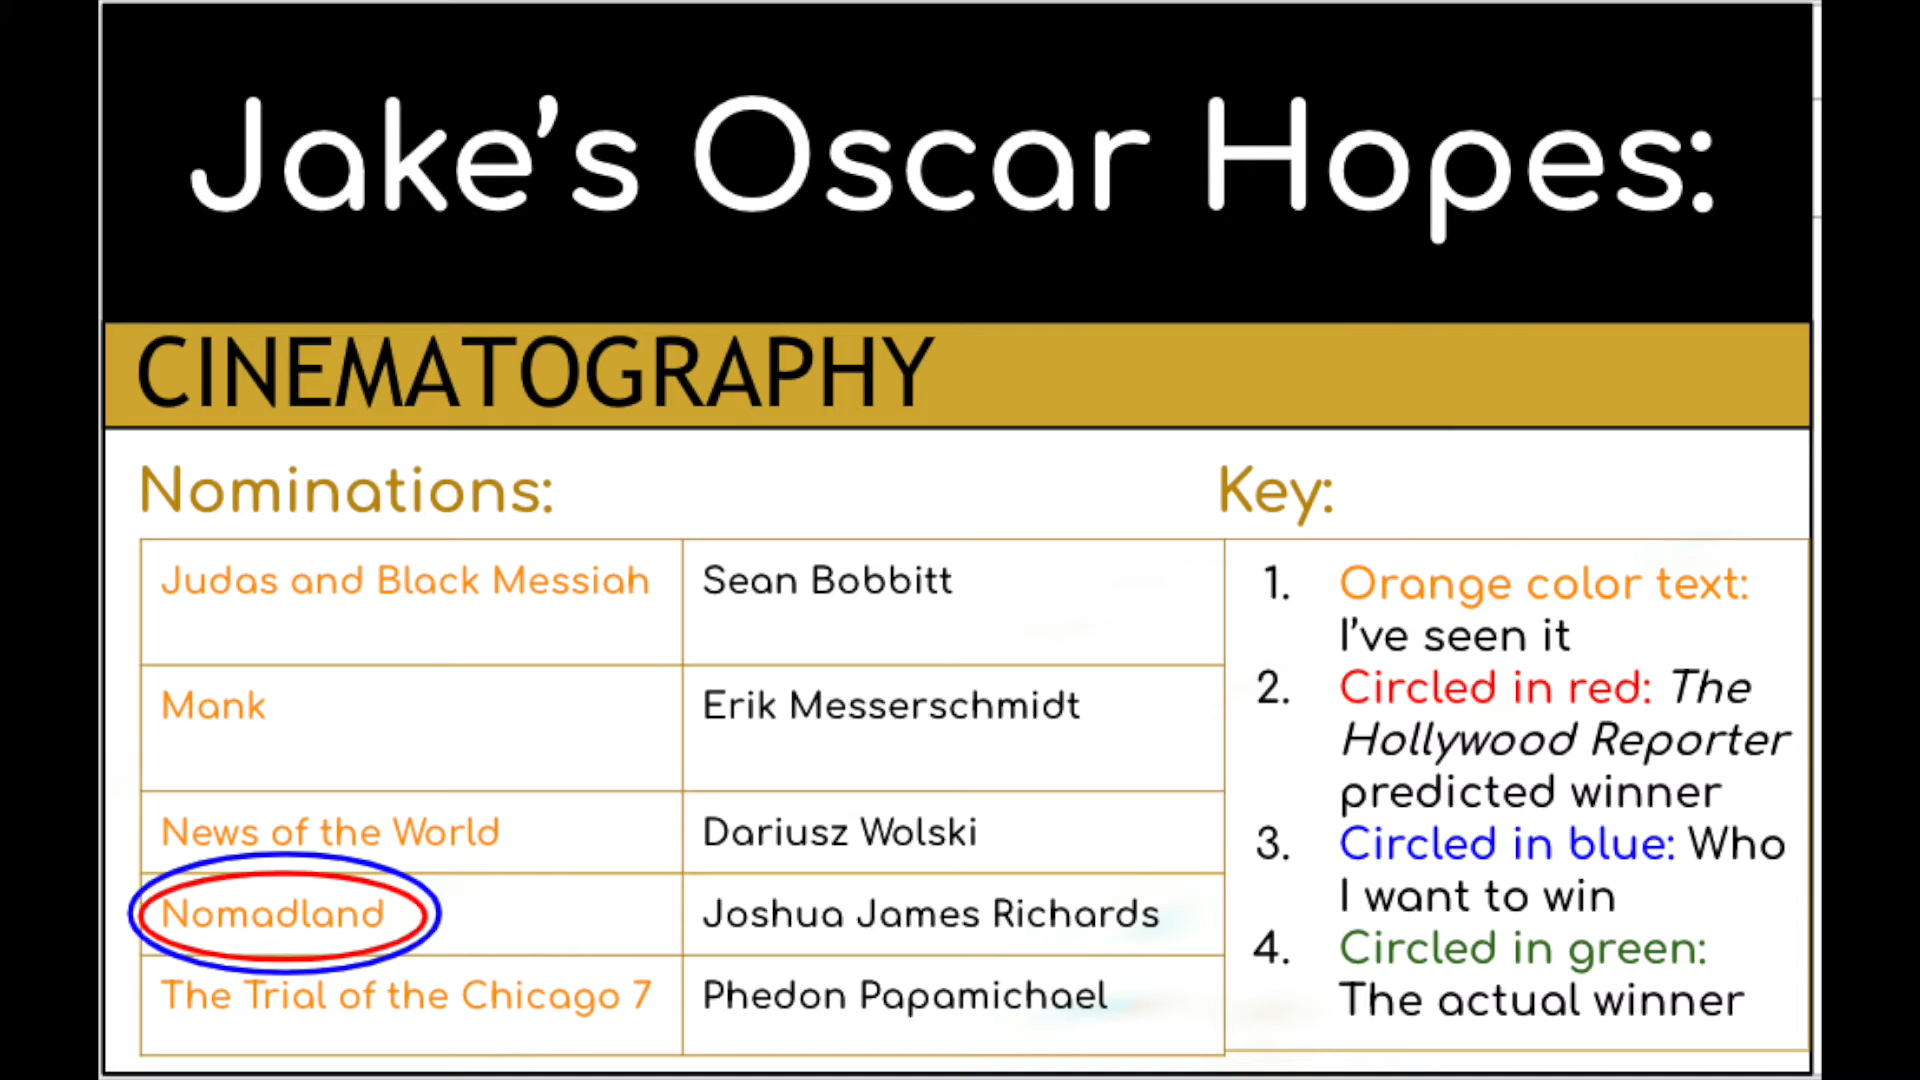 Jake’s Oscar Hopes:
CINEMATOGRAPHY
Nominations:
Judas and Black Messiah Sean Bobbitt
Mank Erik Messerschmidt
News of the World Dariusz Wolski
Nomadland Joshua James Richards
The Trial of the Chicago 7 Phedon Papamichael
Key:
1. Orange color text:
I’ve seen it
2. Circled in red: The
Hollywood Reporter
predicted winner
3. Circled in blue: Who
I want to win
4. Circled in green:
The actual winner